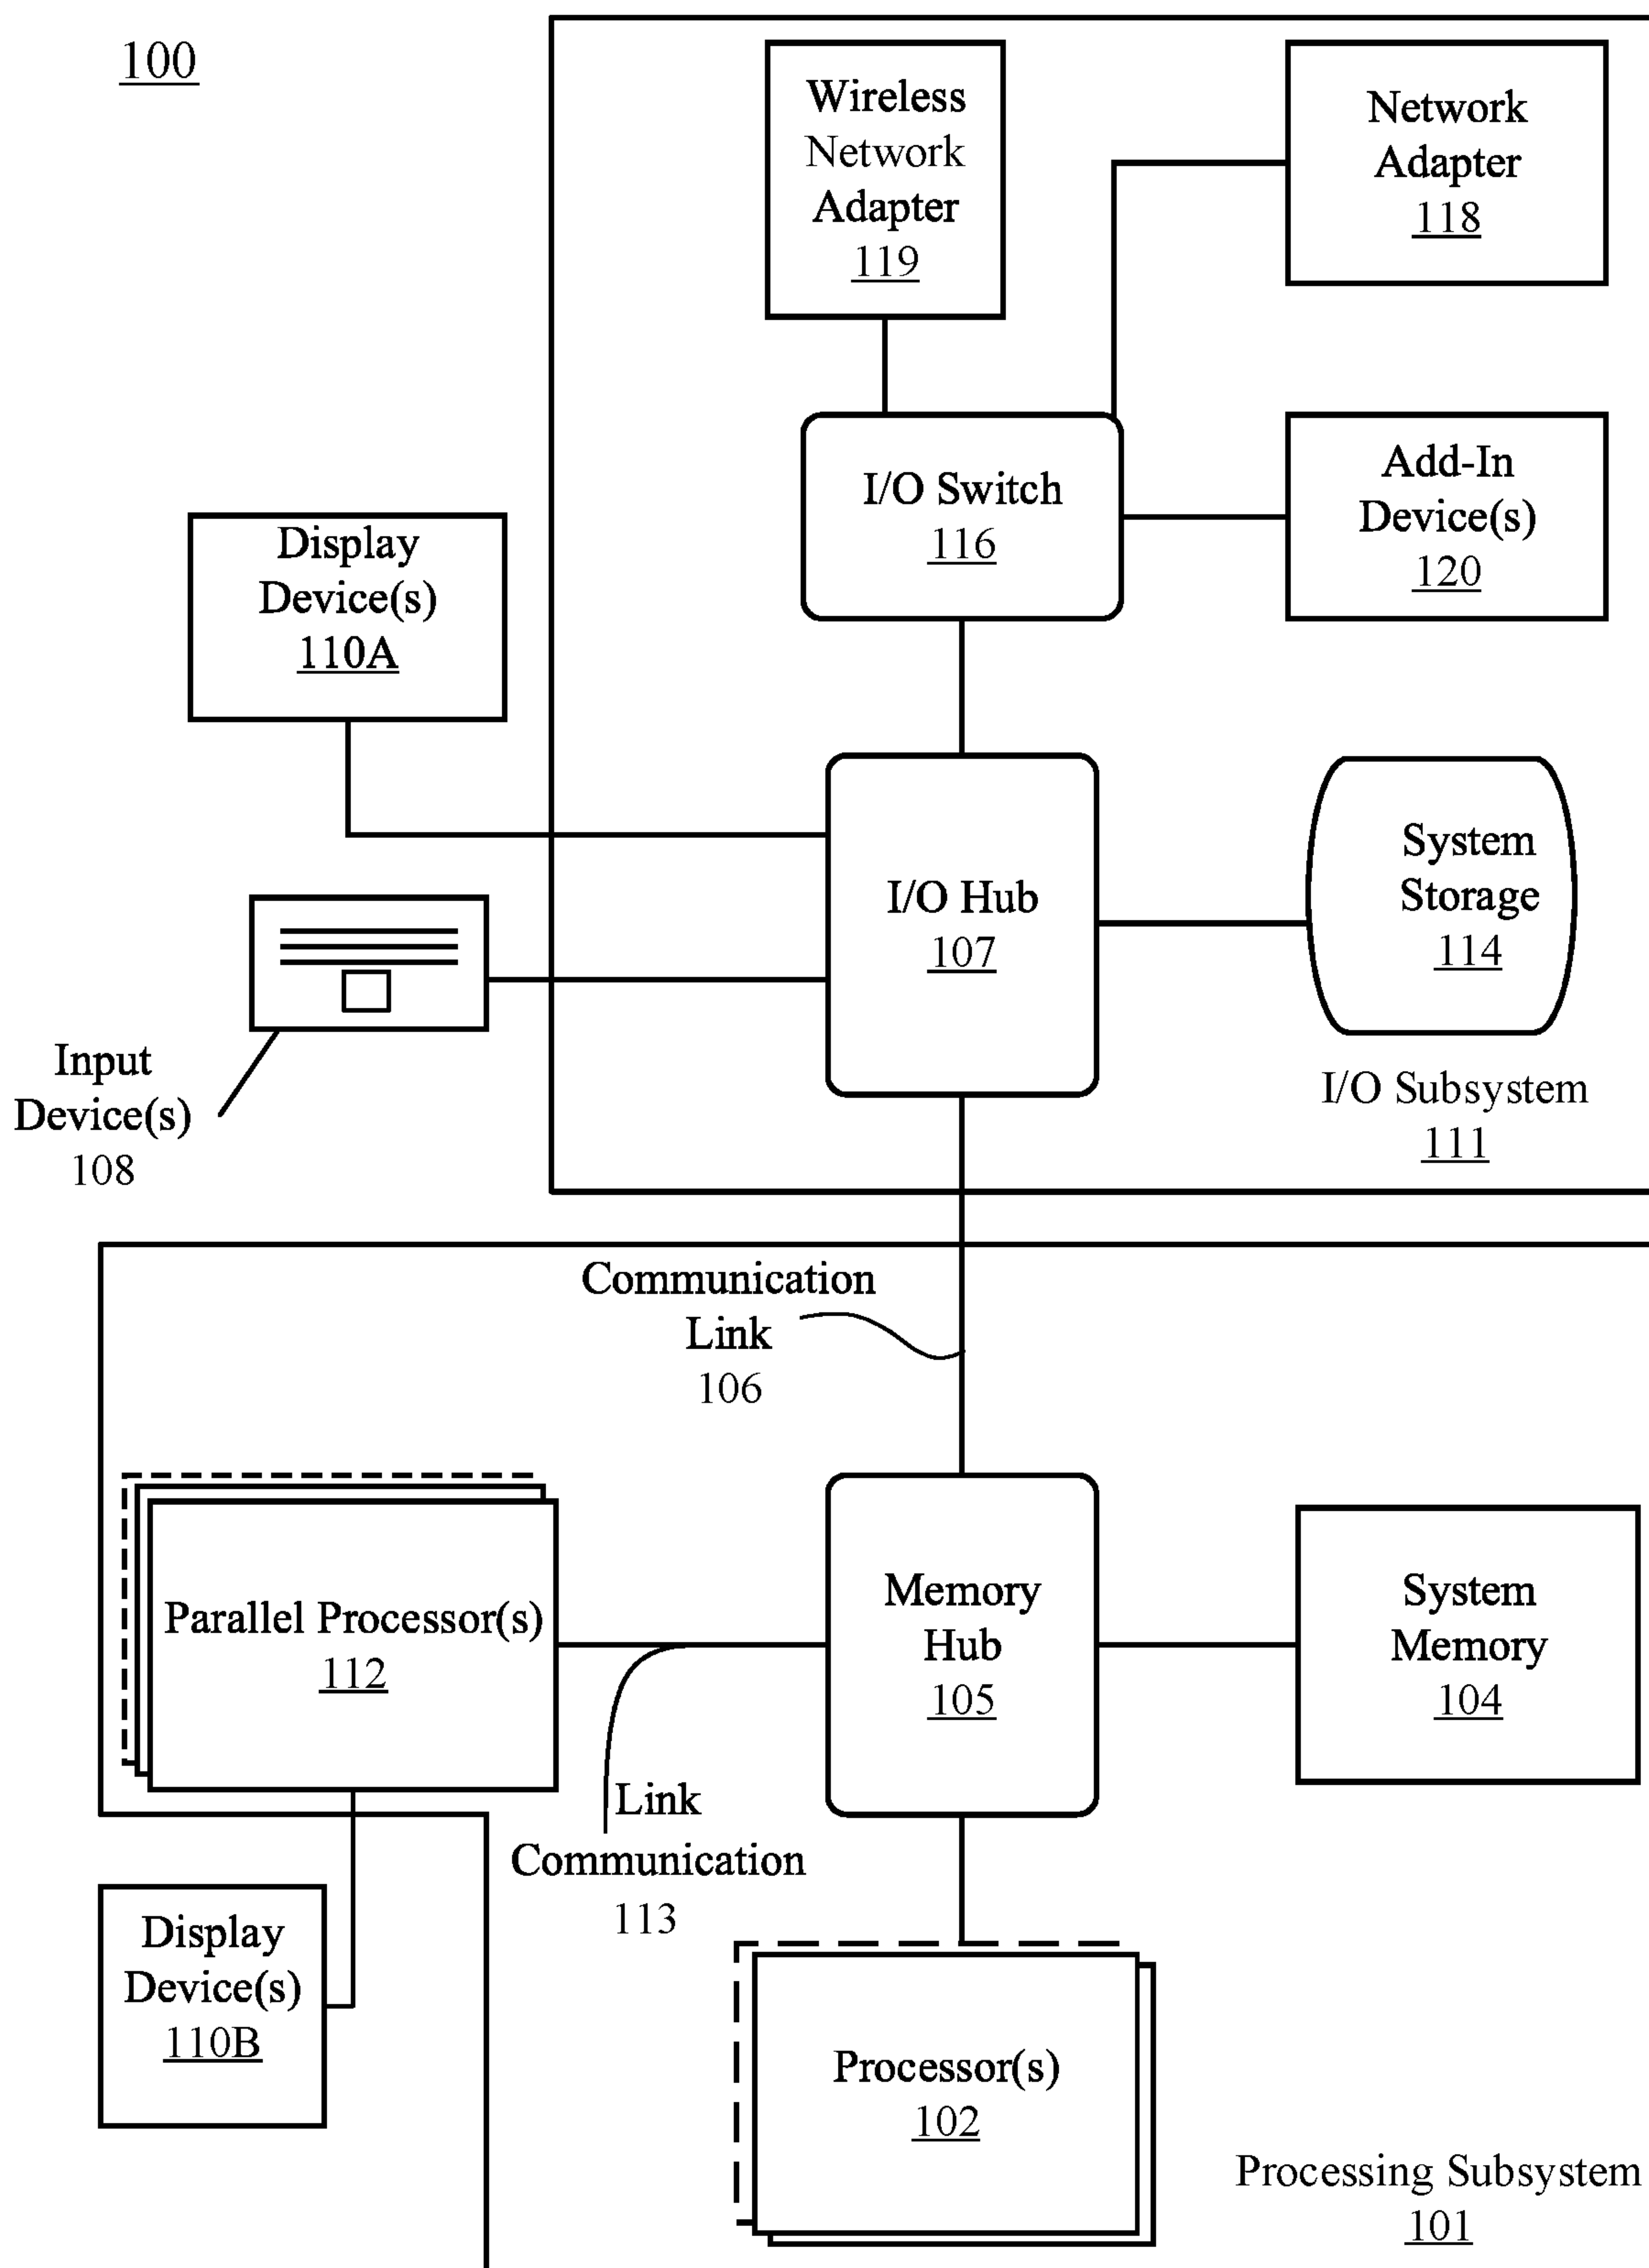 100
Wireless
Network
Adapter
119
Network
Adapter
118
I/O Switch
116
Add-In
Device(s)
120
Display
Device(s)
110A
I/O Hub
107
System
Storage
114
Input
Device(s)
108
I/O Subsystem
111
Communication
Link
106
Parallel Processor(s)
112
Memory
Hub
105
System
Memory
104
Link
Communication
113
Display
Device(s)
110B
Processor(s)
102
Processing Subsystem
101